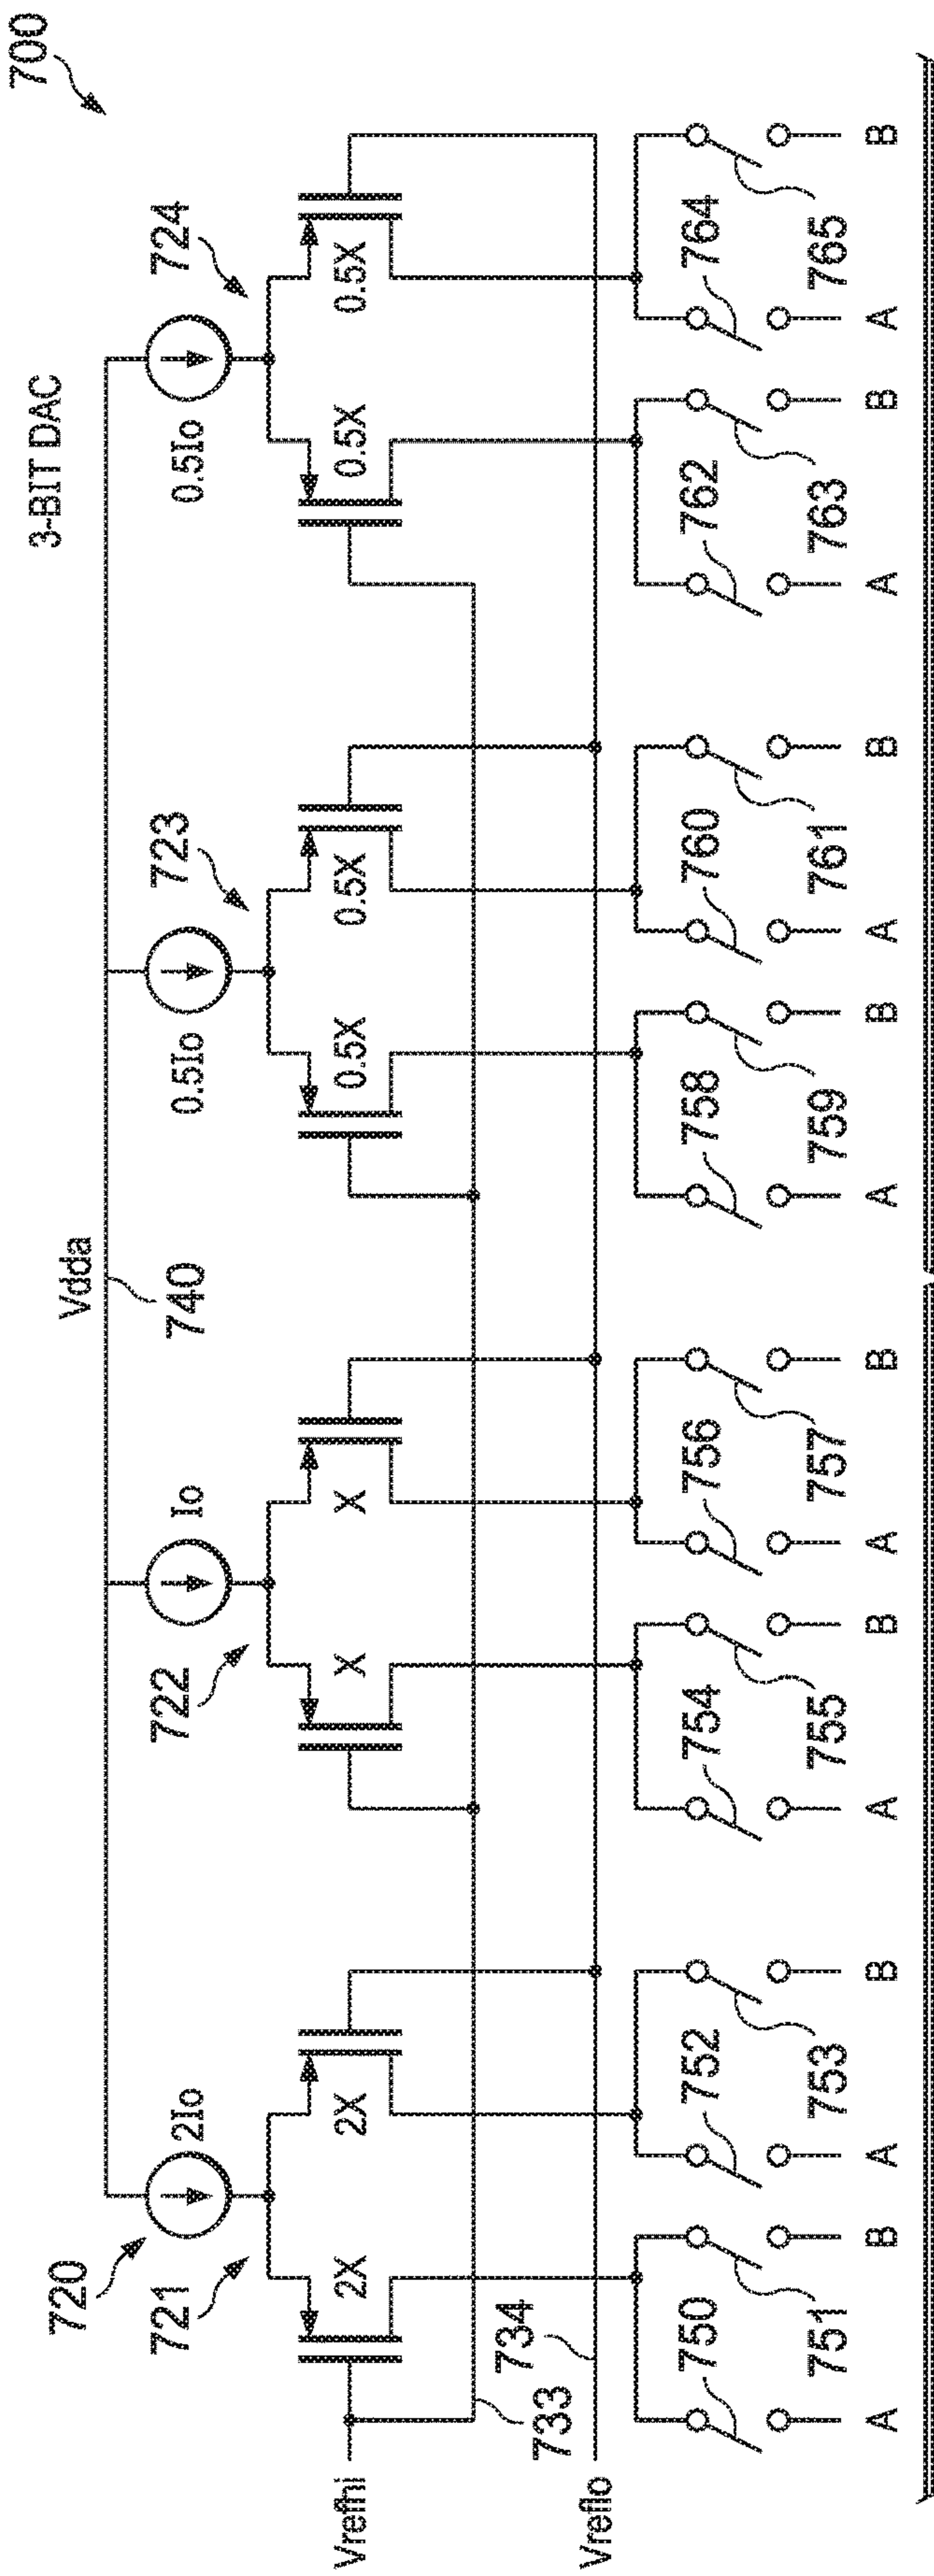 700
3-BIT DAC
Vdda
740
720
2Io
Io
0.5Io
0.5Io
721
722
723
724
2X
2X
X
X
0.5X
0.5X
0.5X
0.5X
Vrefhi
733
734
Vreflo
750
752
754
756
758
760
762
764
751
753
755
757
759
761
763
765
A B A B A B A B A B A B A B A B